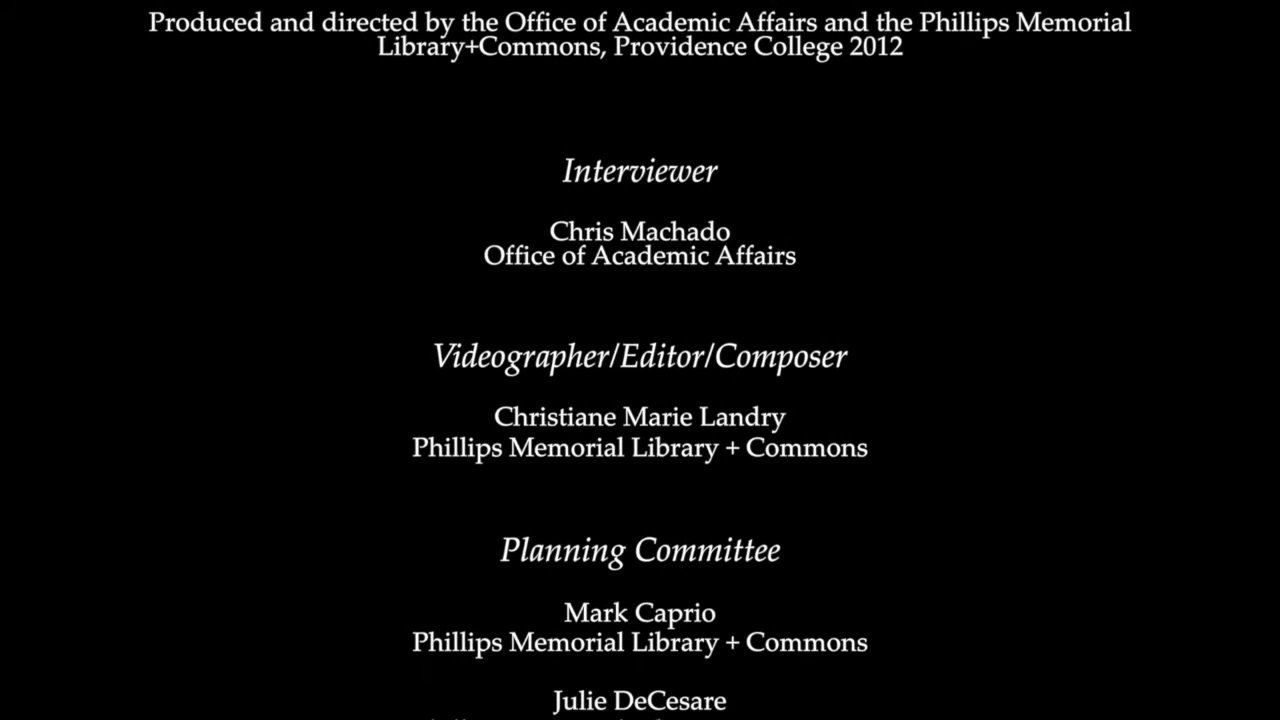 Produced and directed by the Office of Academic Affairs and the Phillips Memorial
Library+Commons, Providence College 2012
Interviewer
Chris Machado
Office of Academic Affairs
Videographer/Editor/Composer
Christiane Marie Landry
Phillips Memorial Library + Commons
Planning Committee
Mark Caprio
Phillips Memorial Library + Commons
Julie DeCesare